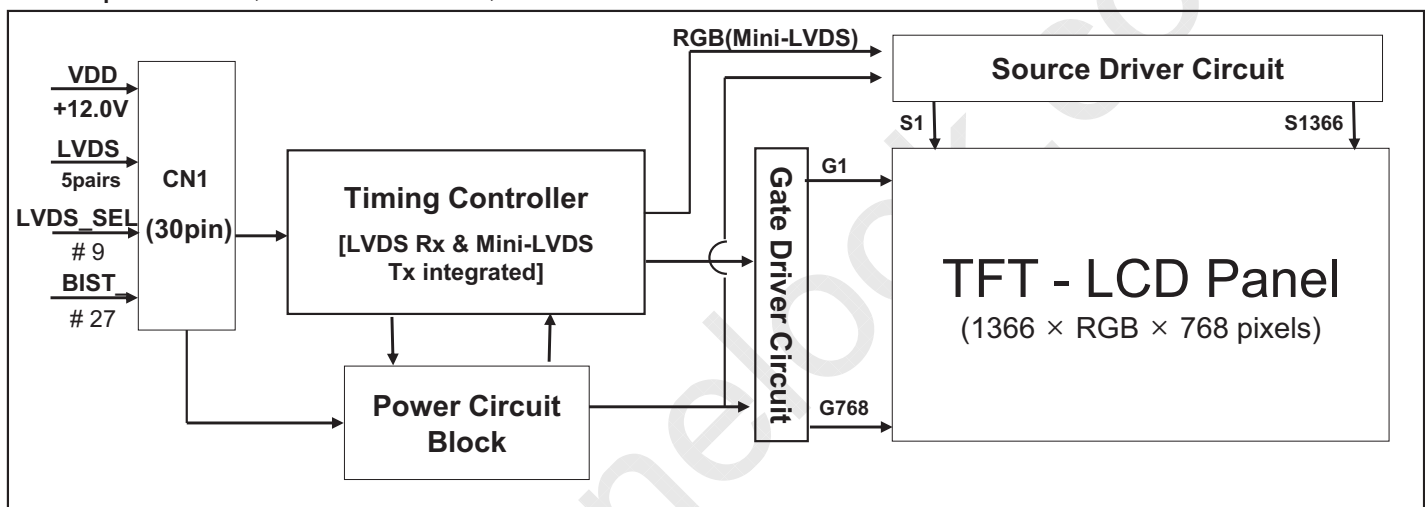 VDD
+12.0V
LVDS
5pairs
LVDS_SEL
# 9
BIST_
# 27
CN1
(30pin)
Timing Controller
[LVDS Rx & Mini-LVDS
Tx integrated]
Power Circuit
Block
RGB(Mini-LVDS)
Source Driver Circuit
S1
S1366
Gate Driver Circuit
G1
G768
TFT - LCD Panel
(1366 × RGB × 768 pixels)